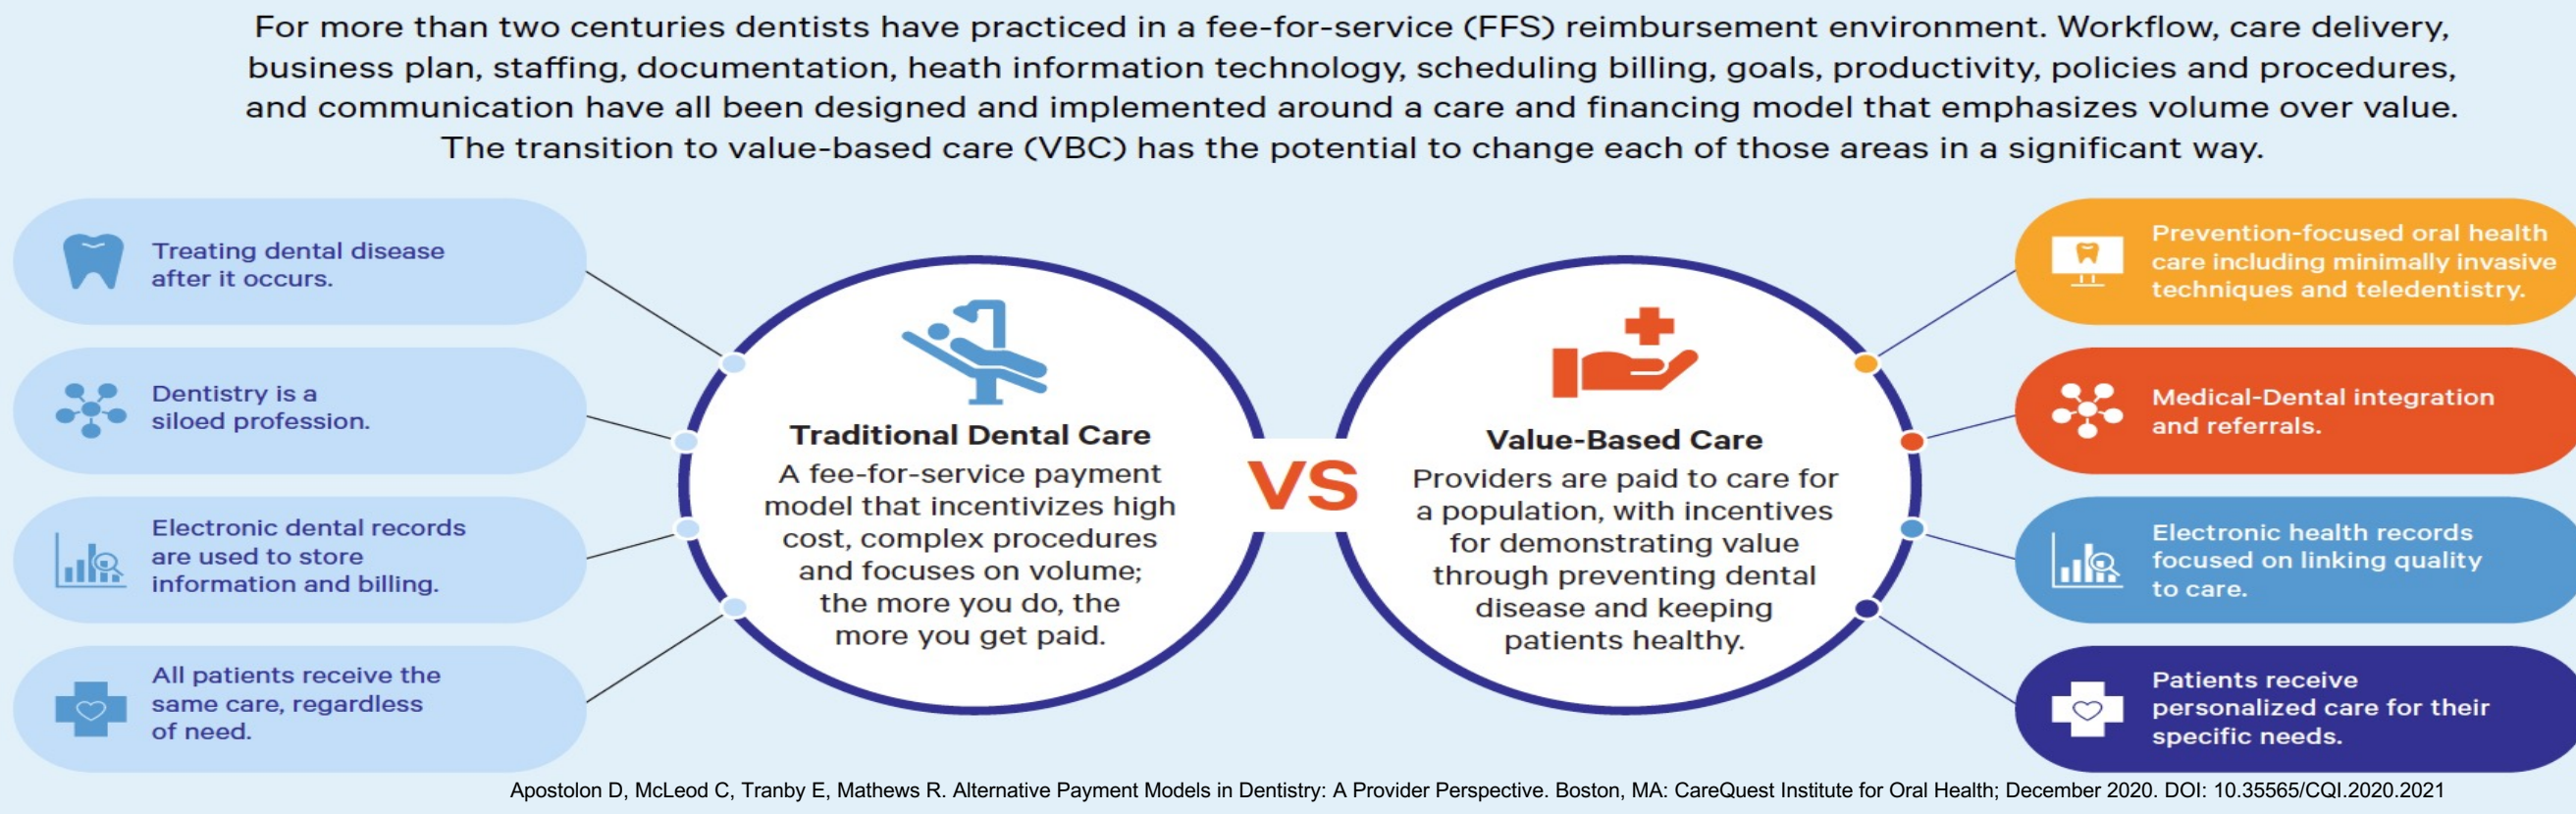 For more than two centuries dentists have practiced in a fee-for-service (FFS) reimbursement environment. Workflow, care delivery,
business plan, staffing, documentation, heath information technology, scheduling billing, goals, productivity, policies and procedures,
and communication have all been designed and implemented around a care and financing model that emphasizes volume over value.
The transition to value-based care (VBC) has the potential to change each of those areas in a significant way.
Treating dental disease
after it occurs.
Dentistry is a
siloed profession.
Electronic dental records
are used to store
information and billing.
All patients receive the
same care, regardless
of need.
Traditional Dental Care
A fee-for-service payment
model that incentivizes high
cost, complex procedures
and focuses on volume;
the more you do, the
more you get paid.
VS
Value-Based Care
Providers are paid to care for
a population, with incentives
for demonstrating value
through preventing dental
disease and keeping
patients healthy.
Prevention-focused oral health
care including minimally invasive
techniques and teledentistry.
Medical-Dental integration
and referrals.
Electronic health records
focused on linking quality
to care.
Patients receive
personalized care for their
specific needs.
Apostolon D, McLeod C, Tranby E, Mathews R. Alternative Payment Models in Dentistry: A Provider Perspective. Boston, MA: CareQuest Institute for Oral Health; December 2020. DOI: 10.35565/CQI.2020.2021